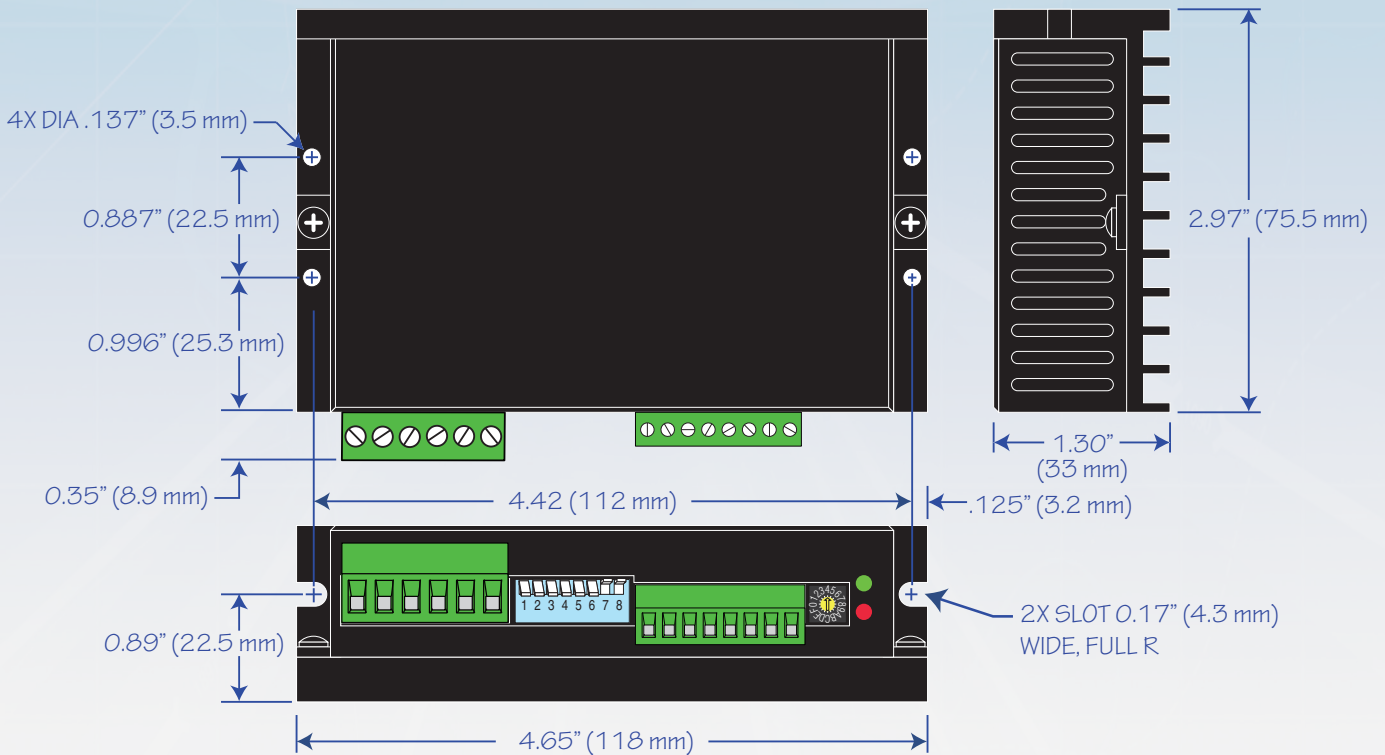 4X DIA .137” (3.5 mm)
0.887” (22.5 mm)
0.996” (25.3 mm)
2.97” (75.5 mm)
1.30”
(33 mm)
0.35” (8.9 mm)
4.42 (112 mm)
.125” (3.2 mm)
1 2 3 4 5 6 7 8
0123456789ABCDEF
0.89” (22.5 mm)
2X SLOT 0.17” (4.3 mm)
WIDE, FULL R
4.65” (118 mm)